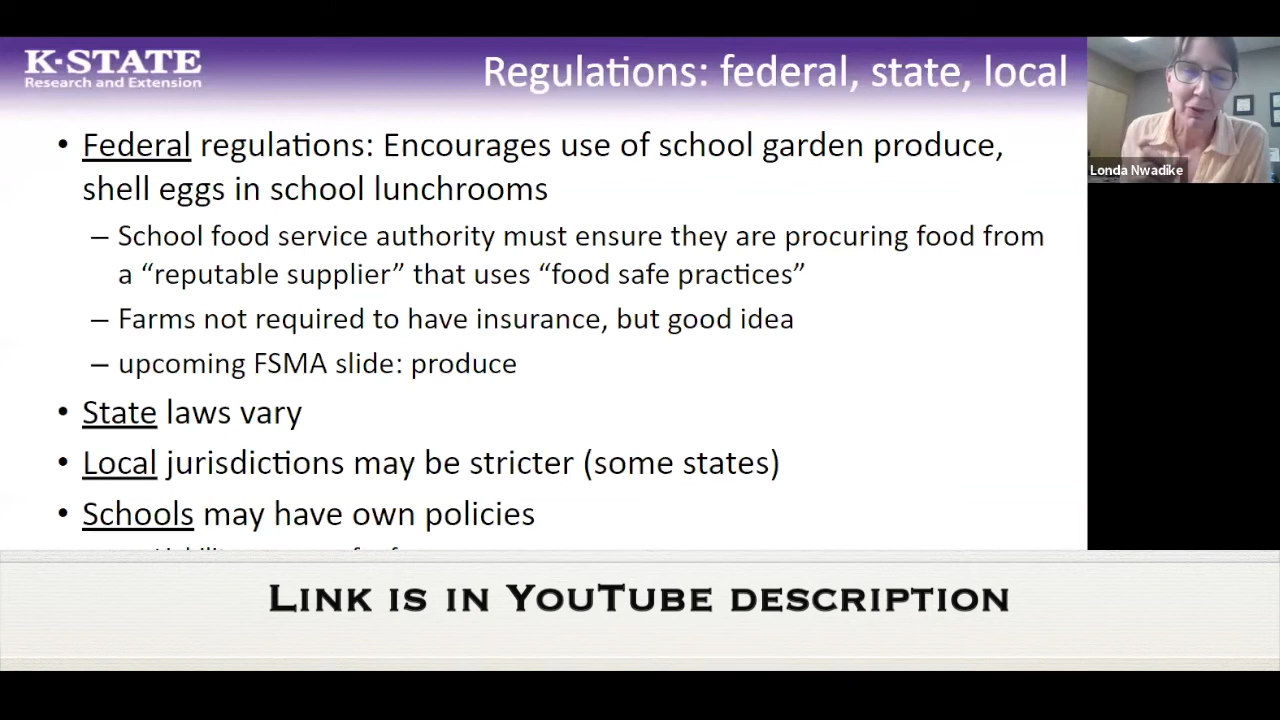 K-STATE
Research and Extension
Regulations: federal, state, local
• Federal regulations: Encourages use of school garden produce,
shell eggs in school lunchrooms
– School food service authority must ensure they are procuring food from
a “reputable supplier” that uses “food safe practices”
– Farms not required to have insurance, but good idea
– upcoming FSMA slide: produce
• State laws vary
• Local jurisdictions may be stricter (some states)
• Schools may have own policies
Londa Nwadike
Link is in YouTube description